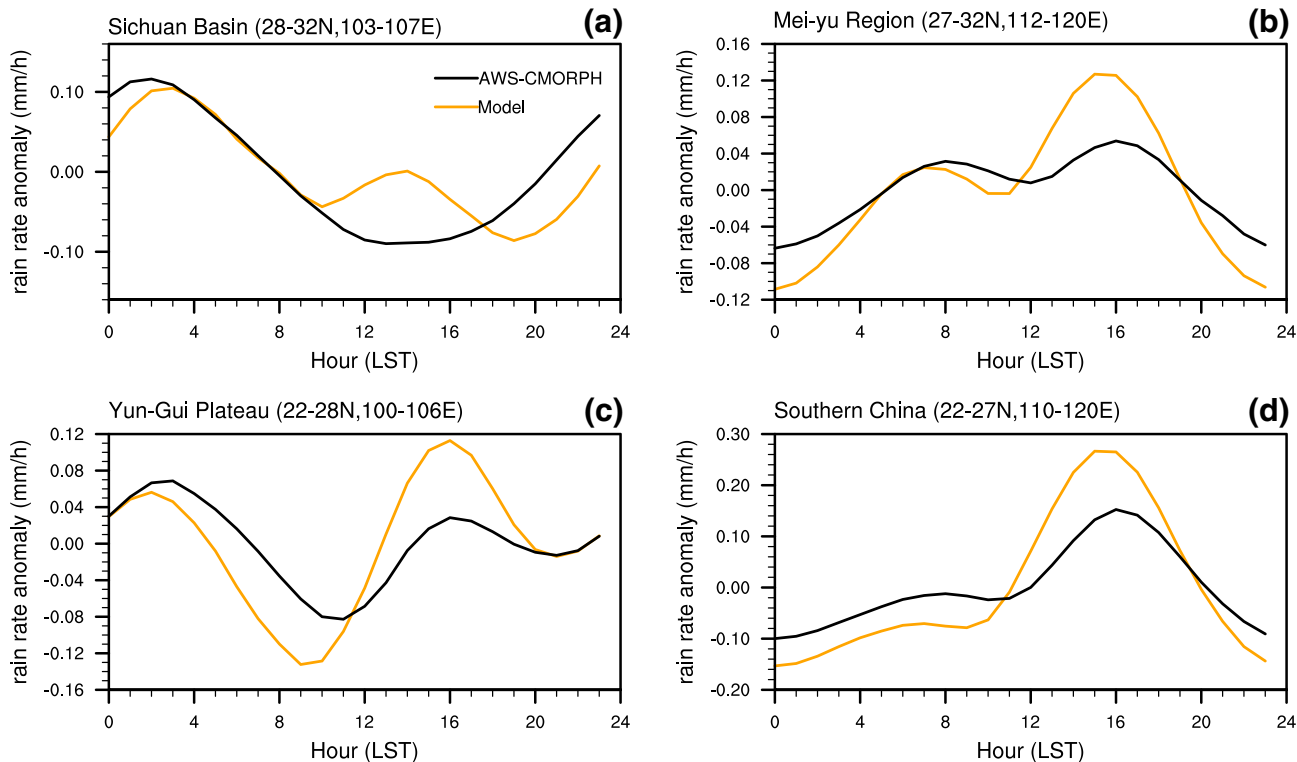 Sichuan Basin (28-32N,103-107E) (a)
rain rate anomaly (mm/h)
0.10
0.00
-0.10
AWS-CMORPH
Model
0 4 8 12 16 20 24
Hour (LST)
Mei-yu Region (27-32N,112-120E) (b)
rain rate anomaly (mm/h)
0.16
0.12
0.08
0.04
0.00
-0.04
-0.08
-0.12
0 4 8 12 16 20 24
Hour (LST)
Yun-Gui Plateau (22-28N,100-106E) (c)
rain rate anomaly (mm/h)
0.12
0.08
0.04
0.00
-0.04
-0.08
-0.12
-0.16
0 4 8 12 16 20 24
Hour (LST)
Southern China (22-27N,110-120E) (d)
rain rate anomaly (mm/h)
0.30
0.20
0.10
0.00
-0.10
-0.20
0 4 8 12 16 20 24
Hour (LST)